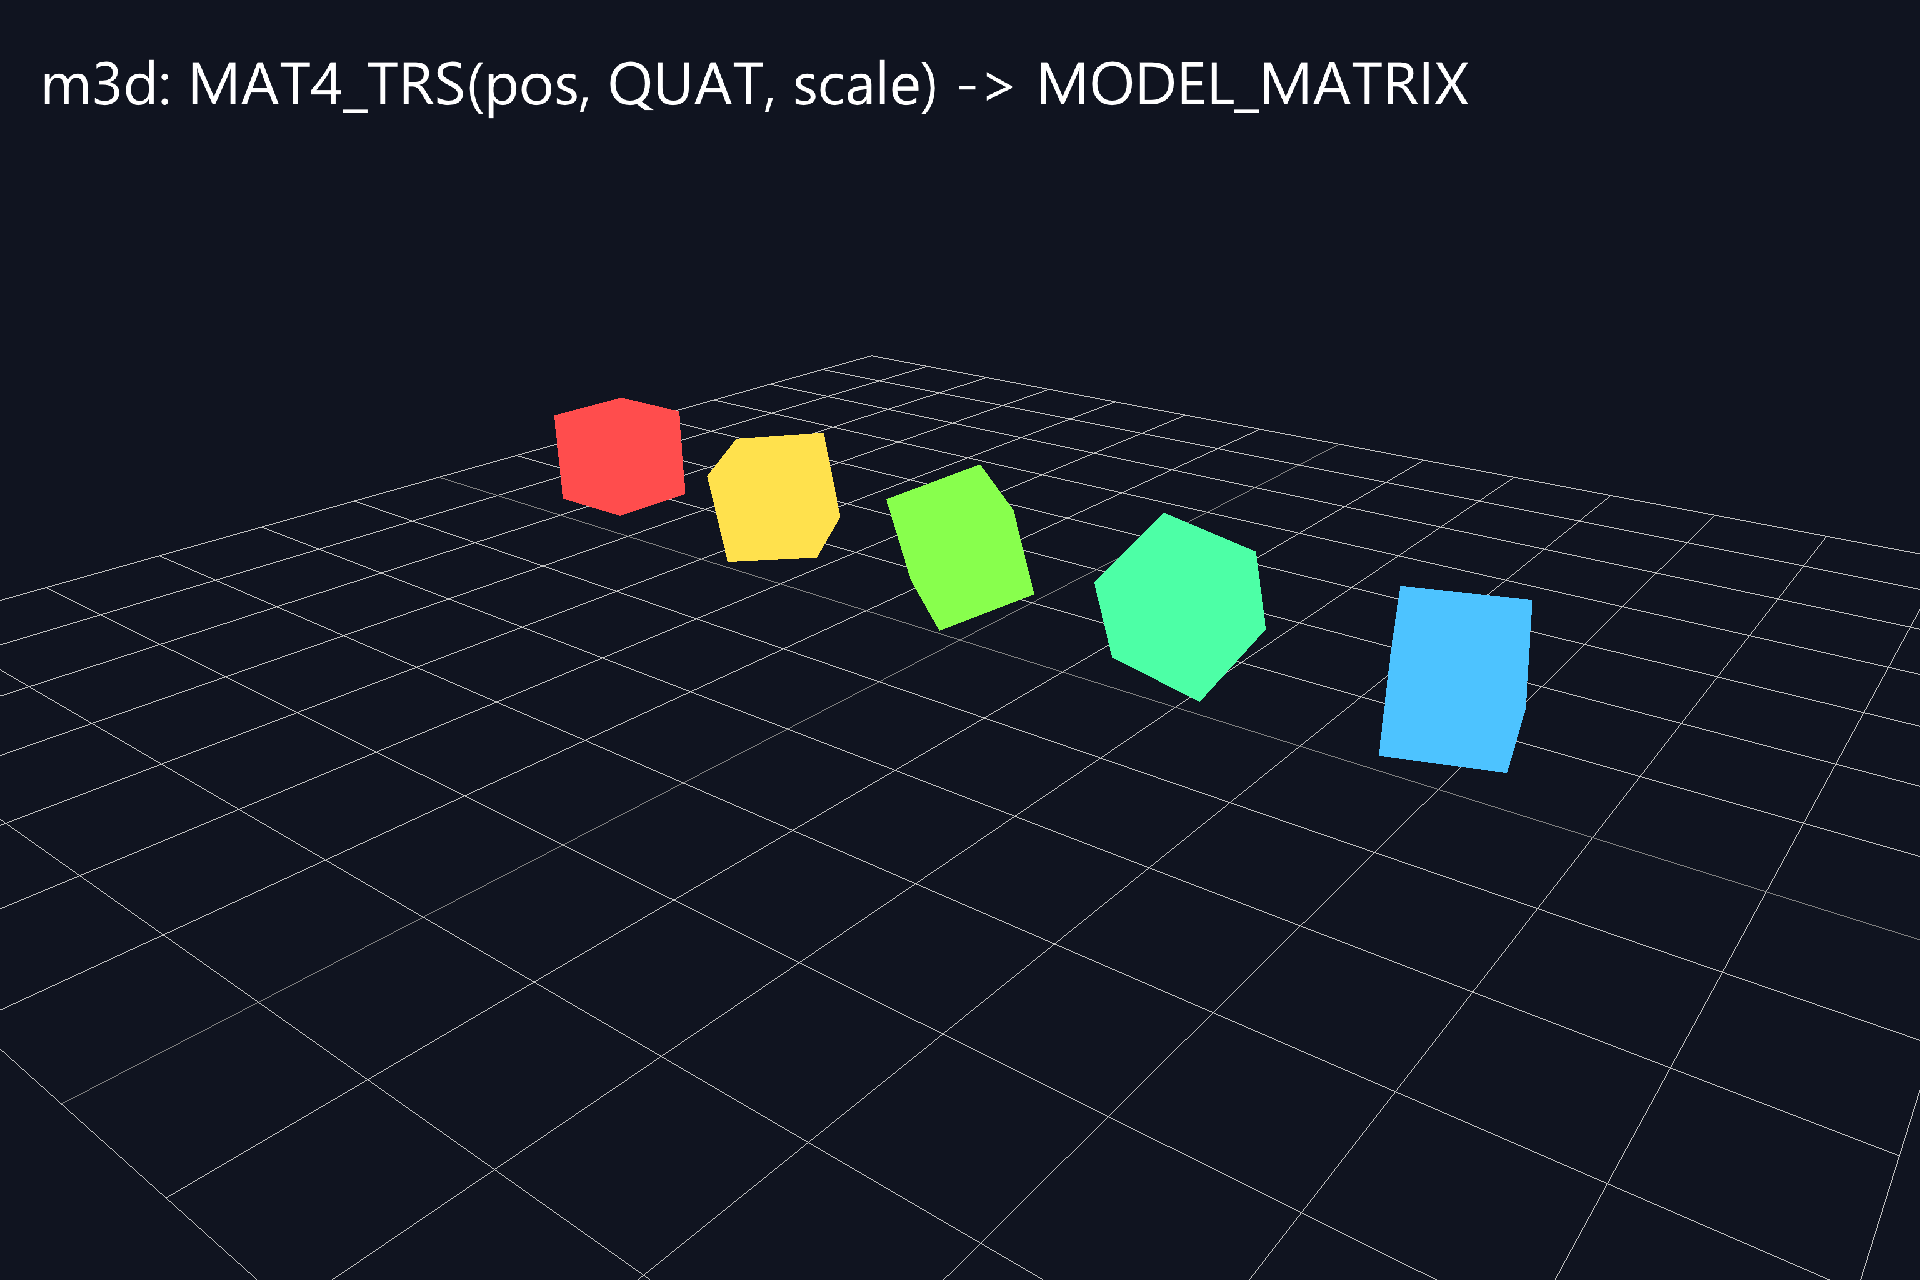 m3d: MAT4_TRS(pos, QUAT, scale) -> MODEL_MATRIX